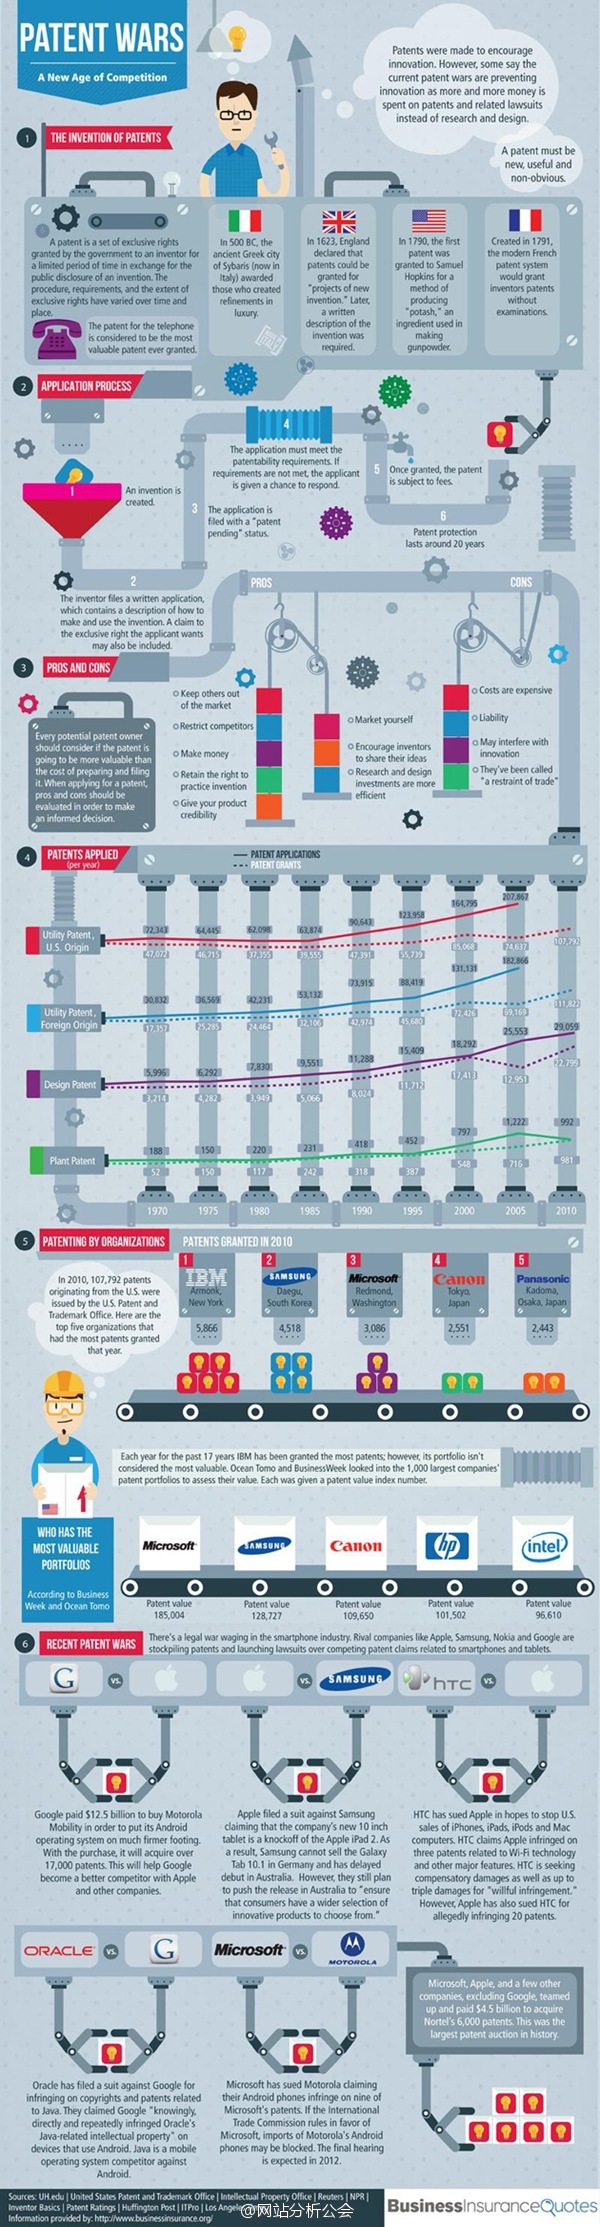 PATENT WARS
A New Age of Competition
Patents were made to encourage
innovation. However, some say the
current patent wars are preventing
innovation as more and more money is
spent on patents and related lawsuits
instead of research and design.
A patent must be
new, useful and
non-obvious.
1 THE INVENTION OF PATENTS
A patent is a set of exclusive rights
granted by the government to an inventor for
a limited period of time in exchange for the
public disclosure of an invention. The
procedure, requirements, and the extent of
exclusive rights have varied over time and
place.
The patent for the telephone
is considered to be the most
valuable patent ever granted.
In 500 BC, the
ancient Greek city
of Sybaris (now in
Italy) awarded
those who created
refinements in
luxury.
In 1623, England
declared that
patents could be
granted for
"projects of new
invention." Later,
a written
description of the
invention was
required.
In 1790, the first
patent was
granted to Samuel
Hopkins for a
method of
producing
"potash," an
ingredient used in
making
gunpowder.
Created in 1791,
the modern French
patent system
would grant
inventors patents
without
examinations.
2 APPLICATION PROCESS
1
An invention is
created.
2
The inventor files a written application,
which contains a description of how to
make and use the invention. A claim to
the exclusive right the applicant wants
may also be included.
3
The application is
filed with a "patent
pending" status.
4
The application must meet the
patentability requirements. If
requirements are not met, the applicant
is given a chance to respond.
5
Once granted, the patent
is subject to fees.
6
Patent protection
lasts around 20 years
3 PROS AND CONS
Every potential patent owner
should consider if the patent is
going to be more valuable than
the cost of preparing and filing
it. When applying for a patent,
pros and cons should be
evaluated in order to make
an informed decision.
PROS
Keep others out
of the market
Restrict competitors
Make money
Retain the right to
practice invention
Give your product
credibility
Market yourself
Encourage inventors
to share their ideas
Research and design
investments are more
efficient
CONS
Costs are expensive
Liability
May interfere with
innovation
They've been called
"a restraint of trade"
4 PATENTS APPLIED
(per year)
PATENT APPLICATIONS
PATENT GRANTS
Utility Patent,
U.S. Origin
72,343 64,445 62,098 63,874 90,643 123,958 164,795 207,867
47,072 46,715 37,355 39,555 47,391 55,739 85,068 74,637 107,792
Utility Patent,
Foreign Origin
30,832 36,569 42,231 53,132 73,915 88,419 131,131 182,866
17,357 25,285 24,464 32,106 42,974 45,680 72,426 69,169 111,822
Design Patent
5,996 6,292 7,830 9,551 11,288 15,409 18,292 25,553 29,059
3,214 4,282 3,949 5,066 8,024 11,712 17,413 12,951 22,799
Plant Patent
188 150 220 231 418 452 797 1,222 992
52 150 117 242 318 387 548 716 981
1970 1975 1980 1985 1990 1995 2000 2005 2010
5 PATENTING BY ORGANIZATIONS
PATENTS GRANTED IN 2010
In 2010, 107,792 patents
originating from the U.S. were
issued by the U.S. Patent and
Trademark Office. Here are the
top five organizations that
had the most patents granted
that year.
1
IBM
Armonk,
New York
5,866
2
SAMSUNG
Daegu,
South Korea
4,518
3
Microsoft
Redmond,
Washington
3,086
4
Canon
Tokyo,
Japan
2,551
5
Panasonic
Kadoma,
Osaka, Japan
2,443
Each year for the past 17 years IBM has been granted the most patents; however, its portfolio isn't
considered the most valuable. Ocean Tomo and BusinessWeek looked into the 1,000 largest companies'
patent portfolios to assess their value. Each was given a patent value index number.
WHO HAS THE
MOST VALUABLE
PORTFOLIOS
According to Business
Week and Ocean Tomo
Microsoft
Patent value
185,004
SAMSUNG
Patent value
128,727
Canon
Patent value
109,650
hp
Patent value
101,502
intel
Patent value
96,610
6 RECENT PATENT WARS
There's a legal war waging in the smartphone industry. Rival companies like Apple, Samsung, Nokia and Google are
stockpiling patents and launching lawsuits over competing patent claims related to smartphones and tablets.
G vs.
Google paid $12.5 billion to buy Motorola
Mobility in order to put its Android
operating system on much firmer footing.
With the purchase, it will acquire over
17,000 patents. This will help Google
become a better competitor with Apple
and other companies.
vs. SAMSUNG
Apple filed a suit against Samsung
claiming that the company's new 10 inch
tablet is a knockoff of the Apple iPad 2. As
a result, Samsung cannot sell the Galaxy
Tab 10.1 in Germany and has delayed
debut in Australia. However, they still plan
to push the release in Australia to "ensure
that consumers have a wider selection of
innovative products to choose from."
hTC vs.
HTC has sued Apple in hopes to stop U.S.
sales of iPhones, iPads, iPods and Mac
computers. HTC claims Apple infringed on
three patents related to Wi-Fi technology
and other major features. HTC is seeking
compensatory damages as well as up to
triple damages for "willful infringement."
However, Apple has also sued HTC for
allegedly infringing 20 patents.
ORACLE vs. G
Oracle has filed a suit against Google for
infringing on copyrights and patents related
to Java. They claimed Google "knowingly,
directly and repeatedly infringed Oracle's
Java-related intellectual property" on
devices that use Android. Java is a mobile
operating system competitor against
Android.
Microsoft vs. MOTOROLA
Microsoft has sued Motorola claiming
their Android phones infringe on nine of
Microsoft's patents. If the International
Trade Commission rules in favor of
Microsoft, imports of Motorola's Android
phones may be blocked. The final hearing
is expected in 2012.
Microsoft, Apple, and a few other
companies, excluding Google, teamed
up and paid $4.5 billion to acquire
Nortel's 6,000 patents. This was the
largest patent auction in history.
Sources: UH.edu | United States Patent and Trademark Office | Intellectual Property Office | Reuters | NPR |
Inventor Basics | Patent Ratings | Huffington Post | ITPro | Los
Information provided by: http://www.businessinsurance.org/
@网站分析公会
BusinessInsuranceQuotes